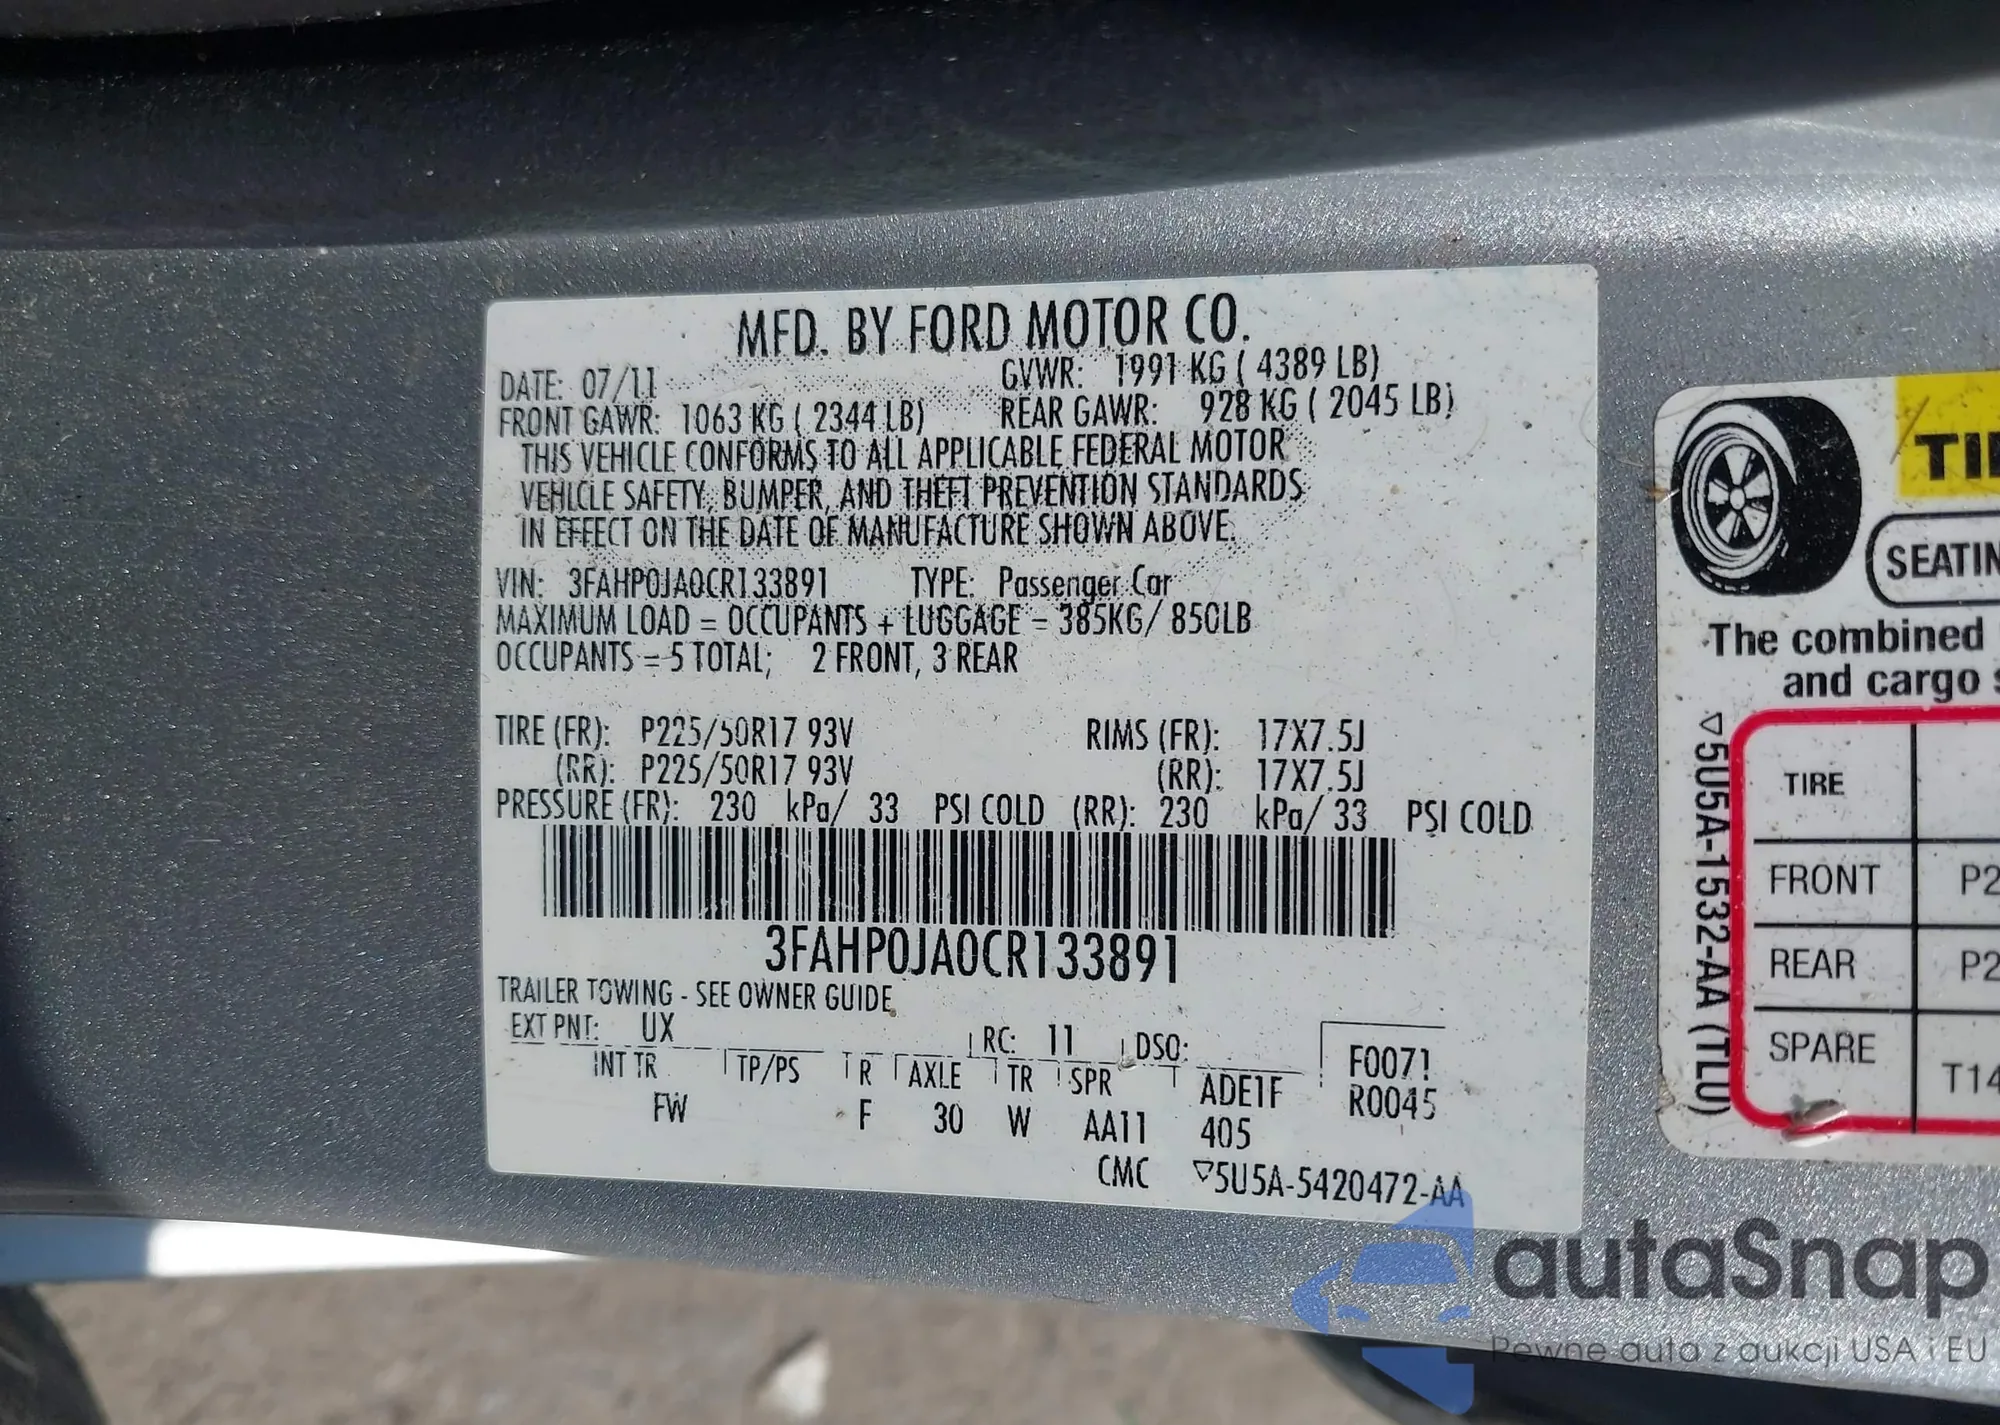 MFD. BY FORD MOTOR CO.
DATE: 07/11 GVWR: 1991 KG ( 4389 LB)
FRONT GAWR: 1063 KG ( 2344 LB) REAR GAWR: 928 KG ( 2045 LB)
THIS VEHICLE CONFORMS TO ALL APPLICABLE FEDERAL MOTOR
VEHICLE SAFETY, BUMPER, AND THEFT PREVENTION STANDARDS
IN EFFECT ON THE DATE OF MANUFACTURE SHOWN ABOVE.
VIN: 3FAHP0JA0CR133891 TYPE: Passenger Car
MAXIMUM LOAD = OCCUPANTS + LUGGAGE = 385KG/ 850LB
OCCUPANTS = 5 TOTAL; 2 FRONT, 3 REAR
TIRE (FR): P225/50R17 93V RIMS (FR): 17X7.5J
(RR): P225/50R17 93V (RR): 17X7.5J
PRESSURE (FR): 230 kPa/ 33 PSI COLD (RR): 230 kPa/ 33 PSI COLD
3FAHP0JA0CR133891
TRAILER TOWING - SEE OWNER GUIDE
EXT PNT: UX RC: 11 DSO:
INT TR TP/PS R AXLE TR SPR ADE1F
FW F 30 W AA11 405
F0071
R0045
CMC ▽5U5A-5420472-AA
TI
SEATIN
The combined
and cargo s
TIRE
FRONT P2
REAR P2
SPARE T14
▽5U5A-1532-AA (TLU)
autaSnap
Pewne auta z aukcji USA i EU